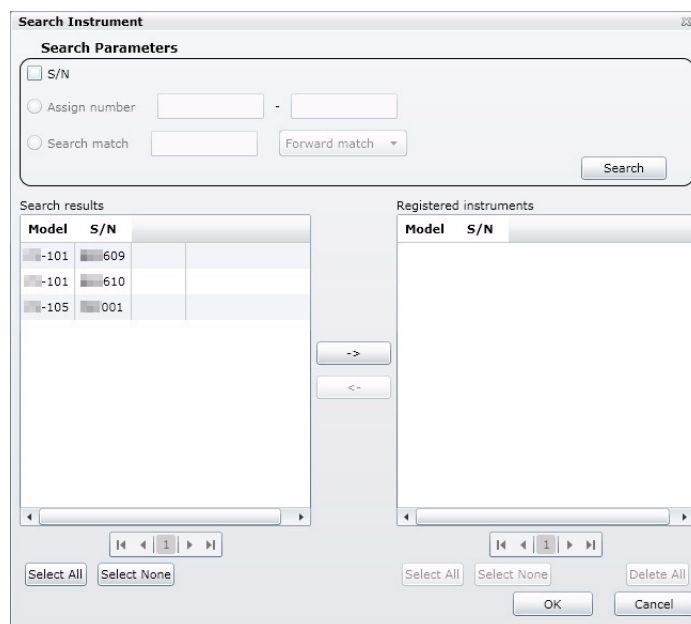 Search Instrument
Search Parameters
S/N
Assign number -
Search match Forward match
Search
Search results
Model S/N
-101 609
-101 610
-105 001
->
<-
Registered instruments
Model S/N
1
1
Select All Select None
Select All Select None Delete All
OK Cancel